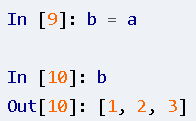 In [9]: b = a
In [10]: b
Out[10]: [1, 2, 3]